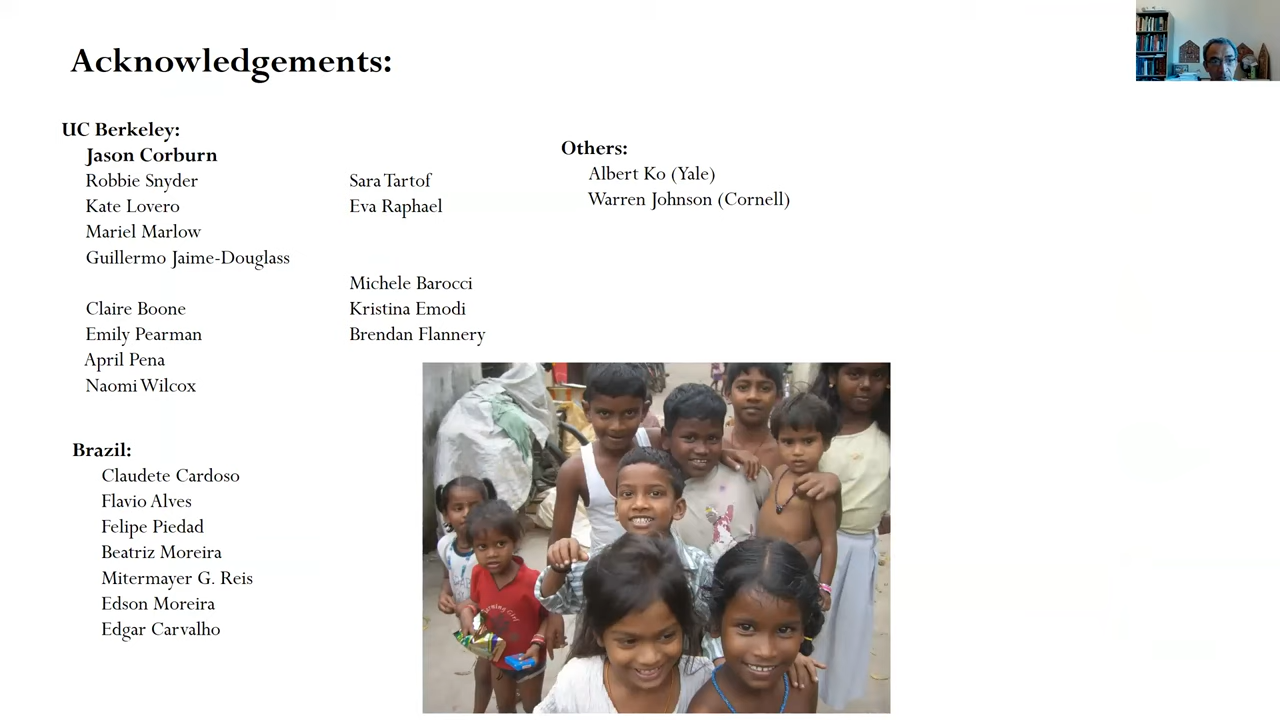 Acknowledgements:
UC Berkeley:
Jason Corburn
Robbie Snyder
Kate Lovero
Mariel Marlow
Guillermo Jaime-Douglass
Claire Boone
Emily Pearman
April Pena
Naomi Wilcox
Sara Tartof
Eva Raphael
Michele Barocci
Kristina Emodi
Brendan Flannery
Others:
Albert Ko (Yale)
Warren Johnson (Cornell)
Brazil:
Claudete Cardoso
Flavio Alves
Felipe Piedad
Beatriz Moreira
Mitermayer G. Reis
Edson Moreira
Edgar Carvalho